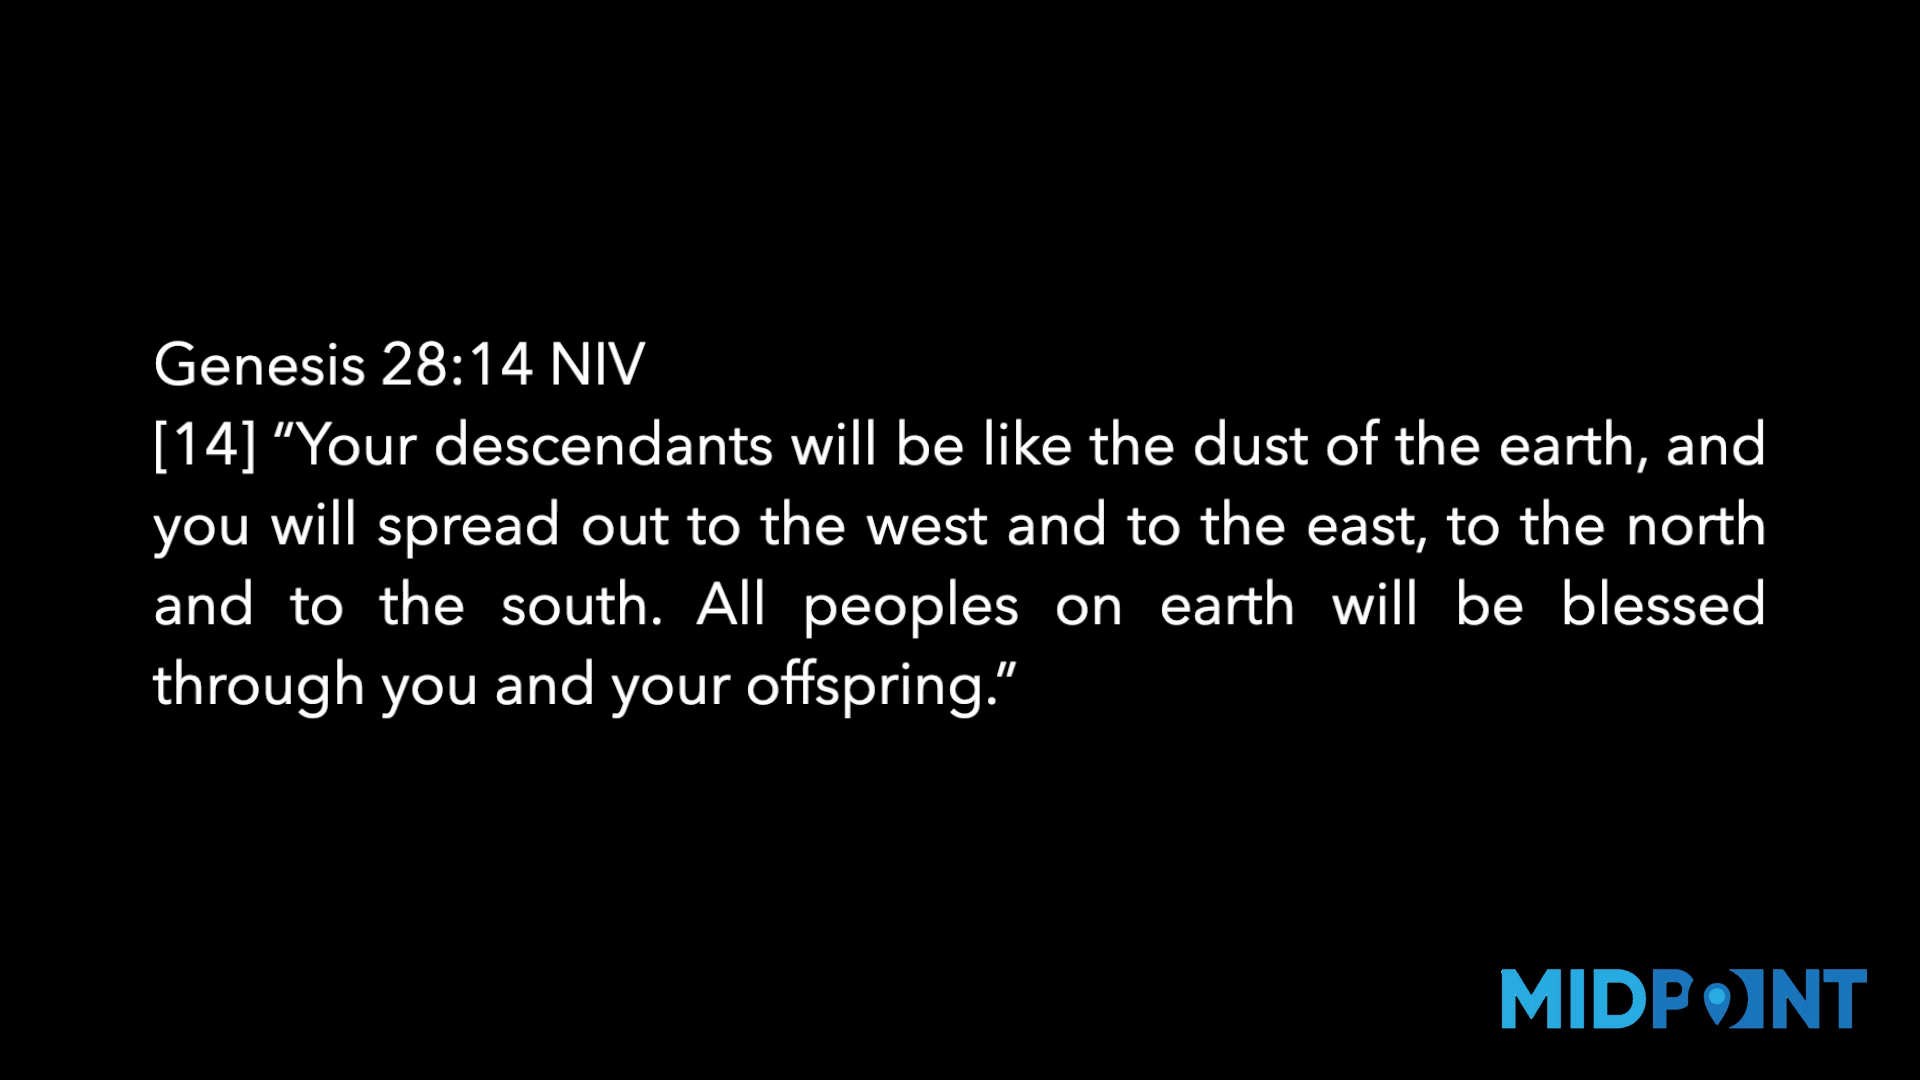 Genesis 28:14 NIV
[14] “Your descendants will be like the dust of the earth, and
you will spread out to the west and to the east, to the north
and to the south. All peoples on earth will be blessed
through you and your offspring.”
MIDPOINT